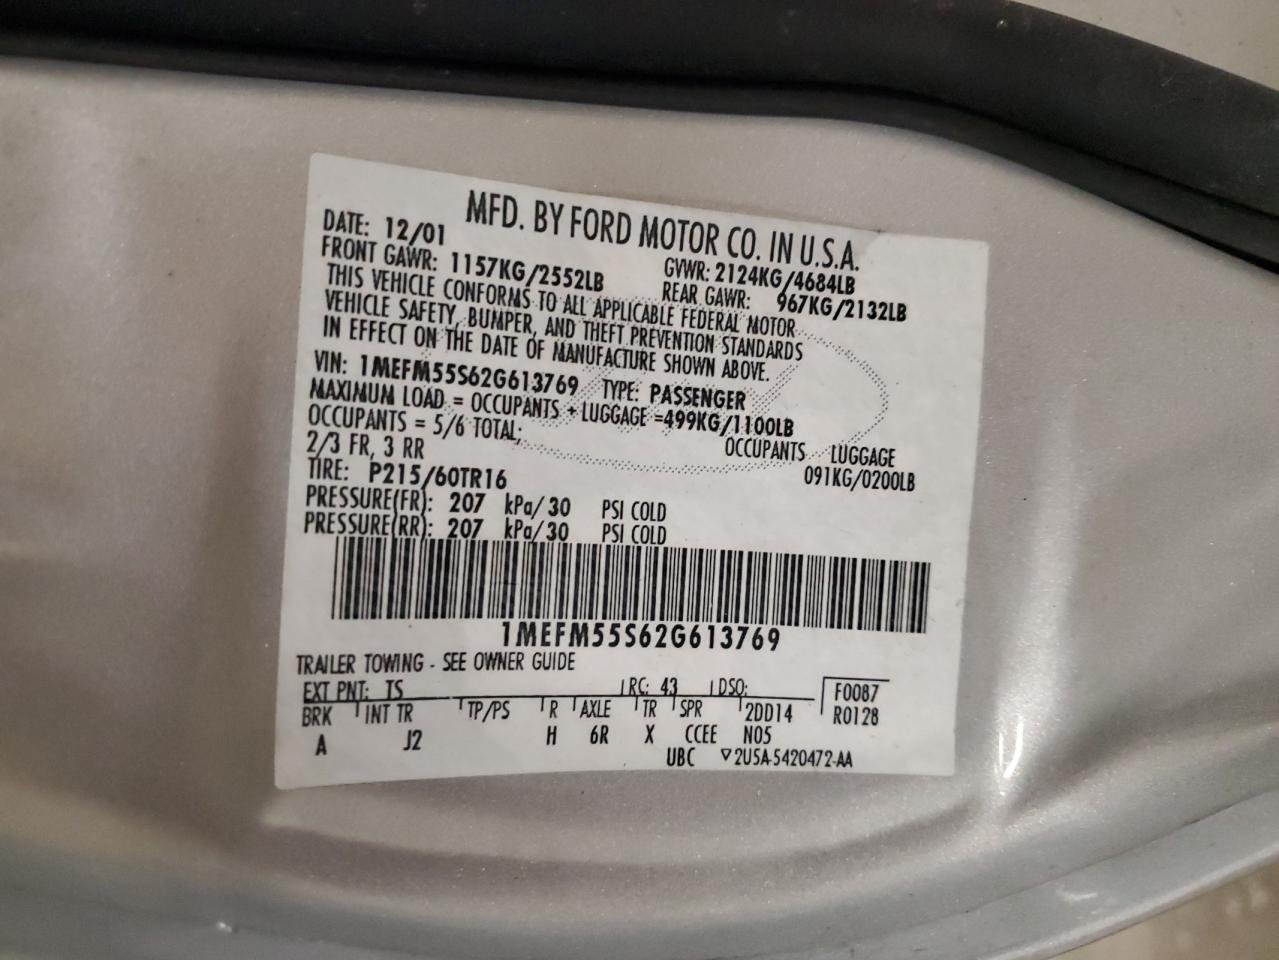 MFD. BY FORD MOTOR CO. IN U.S.A.
DATE: 12/01 GVWR: 2124KG/4684LB
FRONT GAWR: 1157KG/2552LB REAR GAWR: 967KG/2132LB
THIS VEHICLE CONFORMS TO ALL APPLICABLE FEDERAL MOTOR
VEHICLE SAFETY, BUMPER, AND THEFT PREVENTION STANDARDS
IN EFFECT ON THE DATE OF MANUFACTURE SHOWN ABOVE.
VIN: 1MEFM55S62G613769 TYPE: PASSENGER
MAXIMUM LOAD = OCCUPANTS + LUGGAGE =499KG/1100LB
OCCUPANTS = 5/6 TOTAL; OCCUPANTS LUGGAGE
2/3 FR, 3 RR 091KG/0200LB
TIRE: P215/60TR16
PRESSURE(FR): 207 kPa/30 PSI COLD
PRESSURE(RR): 207 kPa/30 PSI COLD
1MEFM55S62G613769
TRAILER TOWING - SEE OWNER GUIDE
EXT PNT: TS RC: 43 DSO: F0087
BRK INT TR TP/PS R AXLE TR SPR 2DD14 R0128
A J2 H 6R X CCEE N05
UBC ▽2U5A-5420472-AA